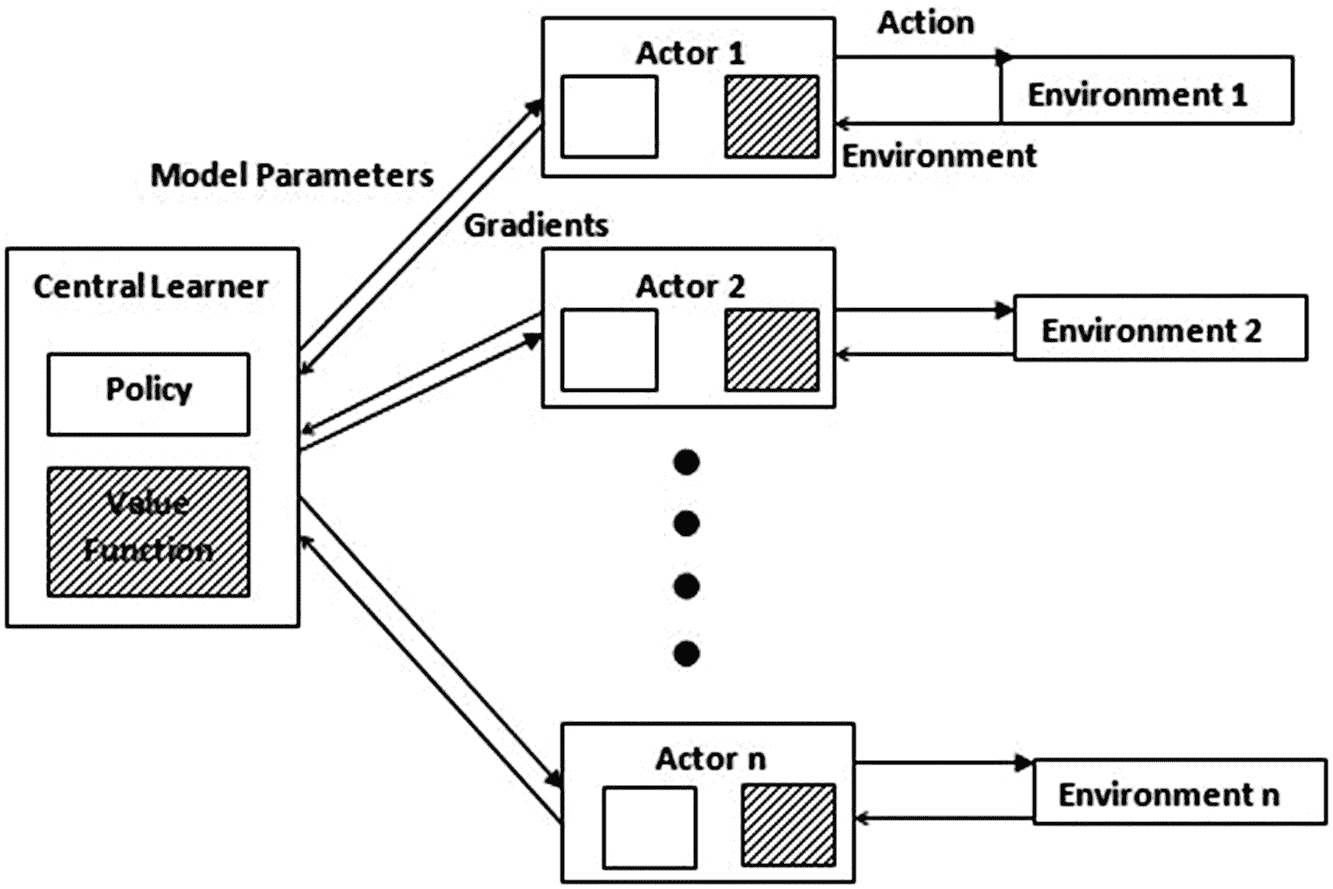 Actor 1
Action
Environment 1
Environment
Model Parameters
Gradients
Central Learner
Policy
Value
Function
Actor 2
Environment 2
Actor n
Environment n